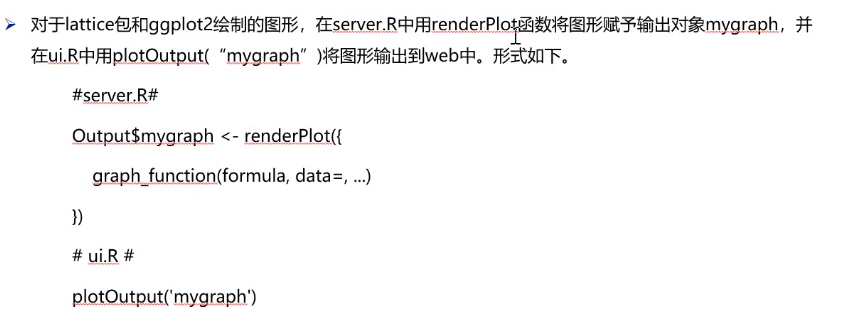 ➢ 对于lattice包和ggplot2绘制的图形，在server.R中用renderPlot函数将图形赋予输出对象mygraph，并
在ui.R中用plotOutput(“mygraph”)将图形输出到web中。形式如下。
#server.R#
Output$mygraph <- renderPlot({
graph_function(formula, data=, ...)
})
# ui.R #
plotOutput('mygraph')